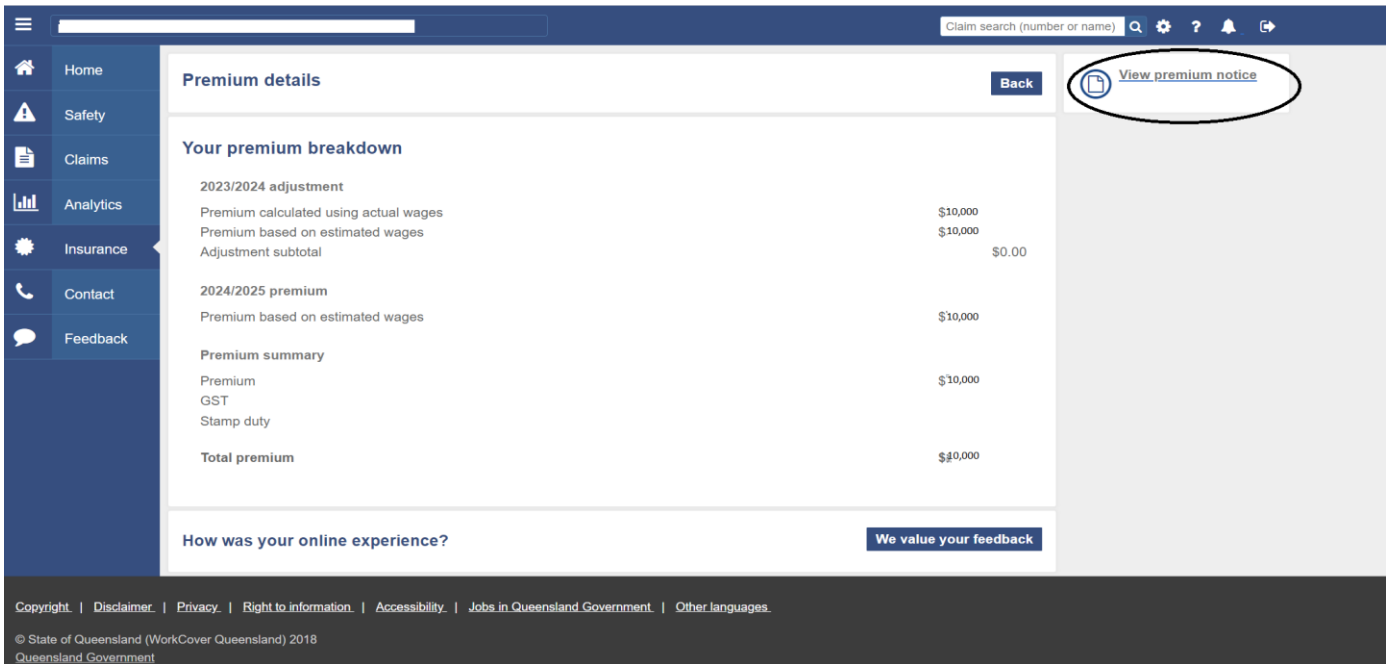 Claim search (number or name)
?
Home
Safety
Claims
Analytics
Insurance
Contact
Feedback
Premium details
Back
View premium notice
Your premium breakdown
2023/2024 adjustment
Premium calculated using actual wages $10,000
Premium based on estimated wages $10,000
Adjustment subtotal $0.00
2024/2025 premium
Premium based on estimated wages $10,000
Premium summary
Premium $10,000
GST
Stamp duty
Total premium $10,000
How was your online experience?
We value your feedback
Copyright | Disclaimer | Privacy | Right to information | Accessibility | Jobs in Queensland Government | Other languages
© State of Queensland (WorkCover Queensland) 2018
Queensland Government